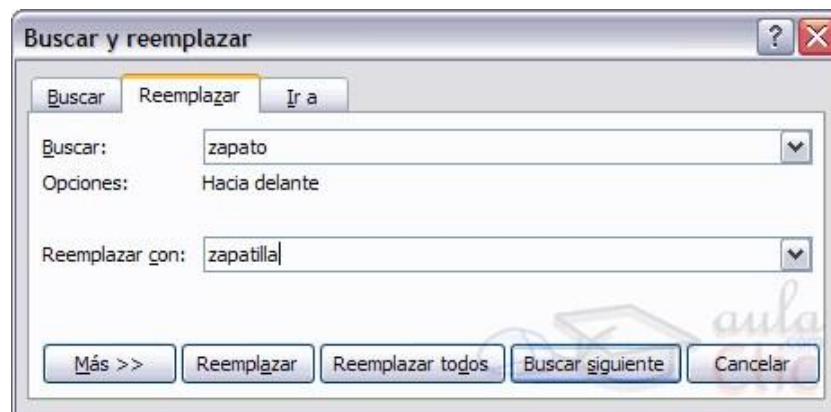 Buscar y reemplazar
Buscar Reemplazar Ir a
Buscar: zapato
Opciones: Hacia delante
Reemplazar con: zapatilla
Más >> Reemplazar Reemplazar todos Buscar siguiente Cancelar
aula
.com
Clic